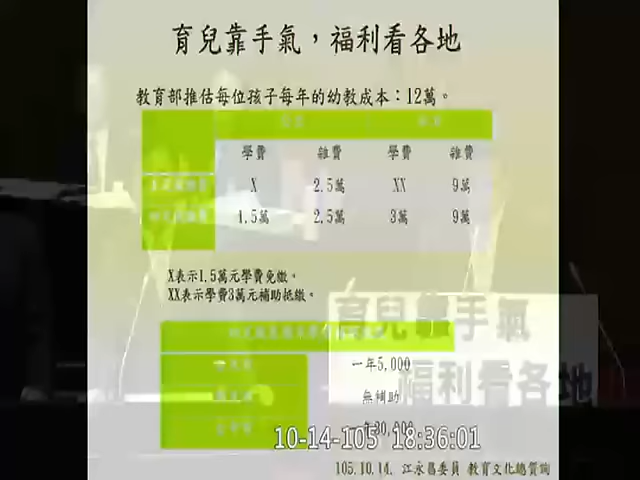 育兒靠手氣，福利看各地
教育部推估每位孩子每年的幼教成本：12萬。
學費 雜費 學費 雜費
X 2.5萬 XX 9萬
1.5萬 2.5萬 3萬 9萬
X表示1.5萬元學費免繳。
XX表示學費3萬元補助抵繳。
育兒靠手氣
福利看各地
一年5,000
無補助
一年30,000
10-14-105 18:36:01
105.10.14. 江永昌委員 教育文化總質詢